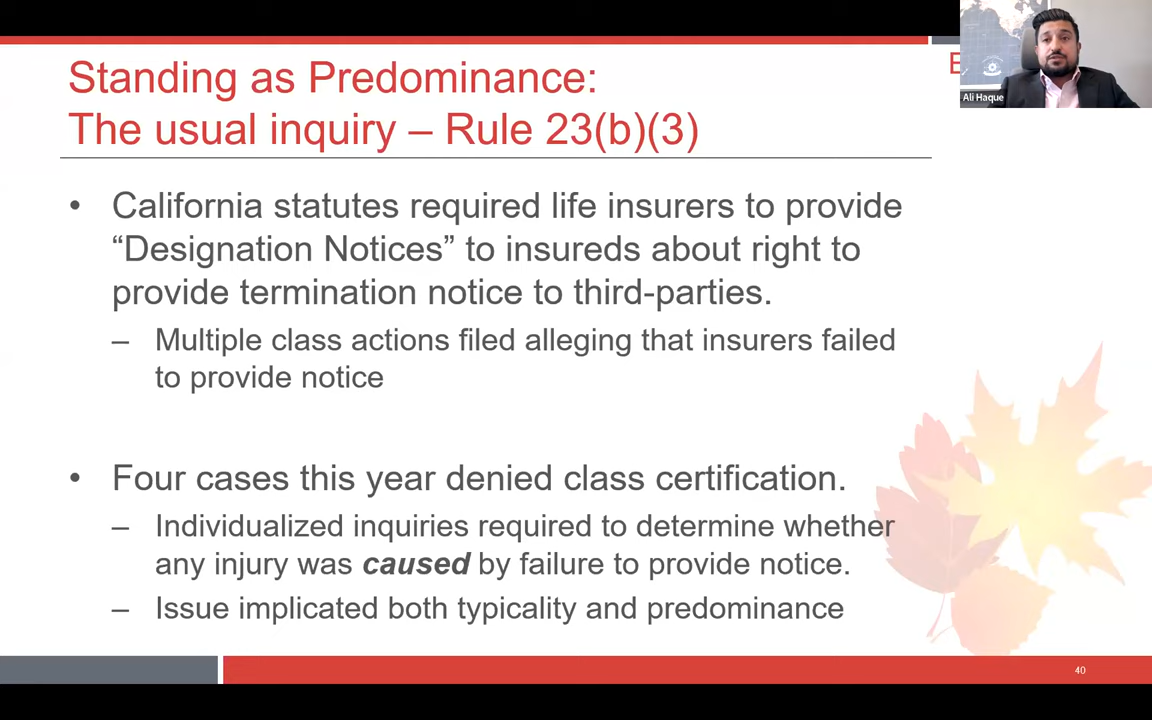 Standing as Predominance:
The usual inquiry – Rule 23(b)(3)
Ali Haque
• California statutes required life insurers to provide
“Designation Notices” to insureds about right to
provide termination notice to third-parties.
– Multiple class actions filed alleging that insurers failed
to provide notice
• Four cases this year denied class certification.
– Individualized inquiries required to determine whether
any injury was caused by failure to provide notice.
– Issue implicated both typicality and predominance
40